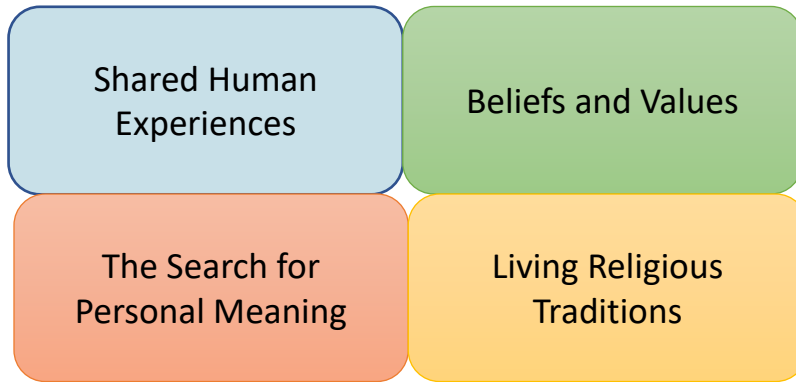 Shared Human
Experiences
Beliefs and Values
The Search for
Personal Meaning
Living Religious
Traditions